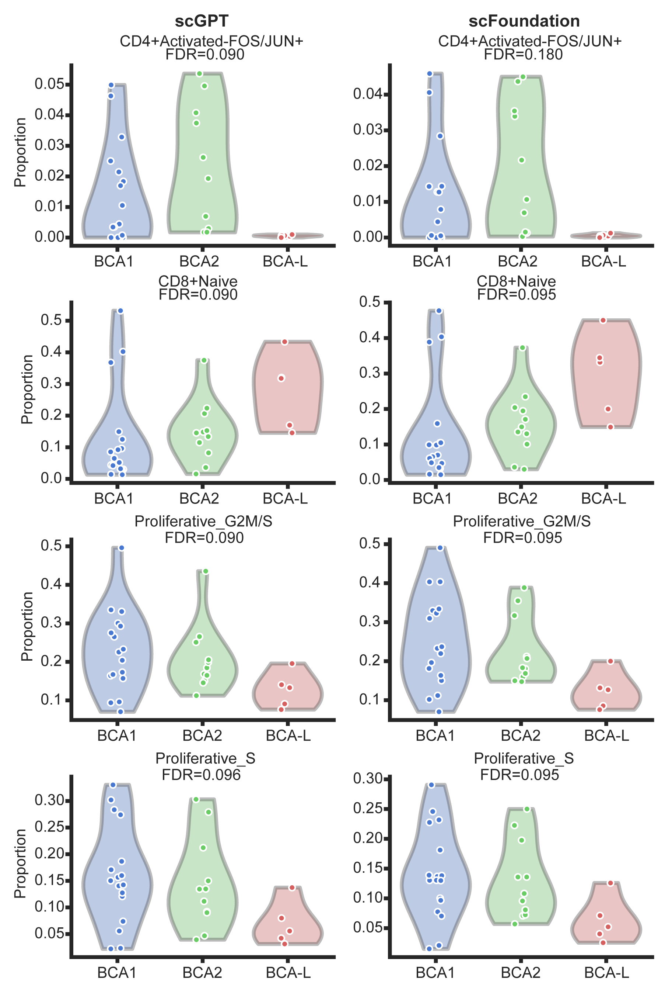 scGPT
CD4+Activated-FOS/JUN+
FDR=0.090
Proportion
0.05
0.04
0.03
0.02
0.01
0.00
BCA1 BCA2 BCA-L
scFoundation
CD4+Activated-FOS/JUN+
FDR=0.180
0.04
0.03
0.02
0.01
0.00
BCA1 BCA2 BCA-L
CD8+Naive
FDR=0.090
Proportion
0.5
0.4
0.3
0.2
0.1
0.0
BCA1 BCA2 BCA-L
CD8+Naive
FDR=0.095
0.5
0.4
0.3
0.2
0.1
0.0
BCA1 BCA2 BCA-L
Proliferative_G2M/S
FDR=0.090
Proportion
0.5
0.4
0.3
0.2
0.1
BCA1 BCA2 BCA-L
Proliferative_G2M/S
FDR=0.095
0.5
0.4
0.3
0.2
0.1
BCA1 BCA2 BCA-L
Proliferative_S
FDR=0.096
Proportion
0.30
0.25
0.20
0.15
0.10
0.05
BCA1 BCA2 BCA-L
Proliferative_S
FDR=0.095
0.30
0.25
0.20
0.15
0.10
0.05
BCA1 BCA2 BCA-L